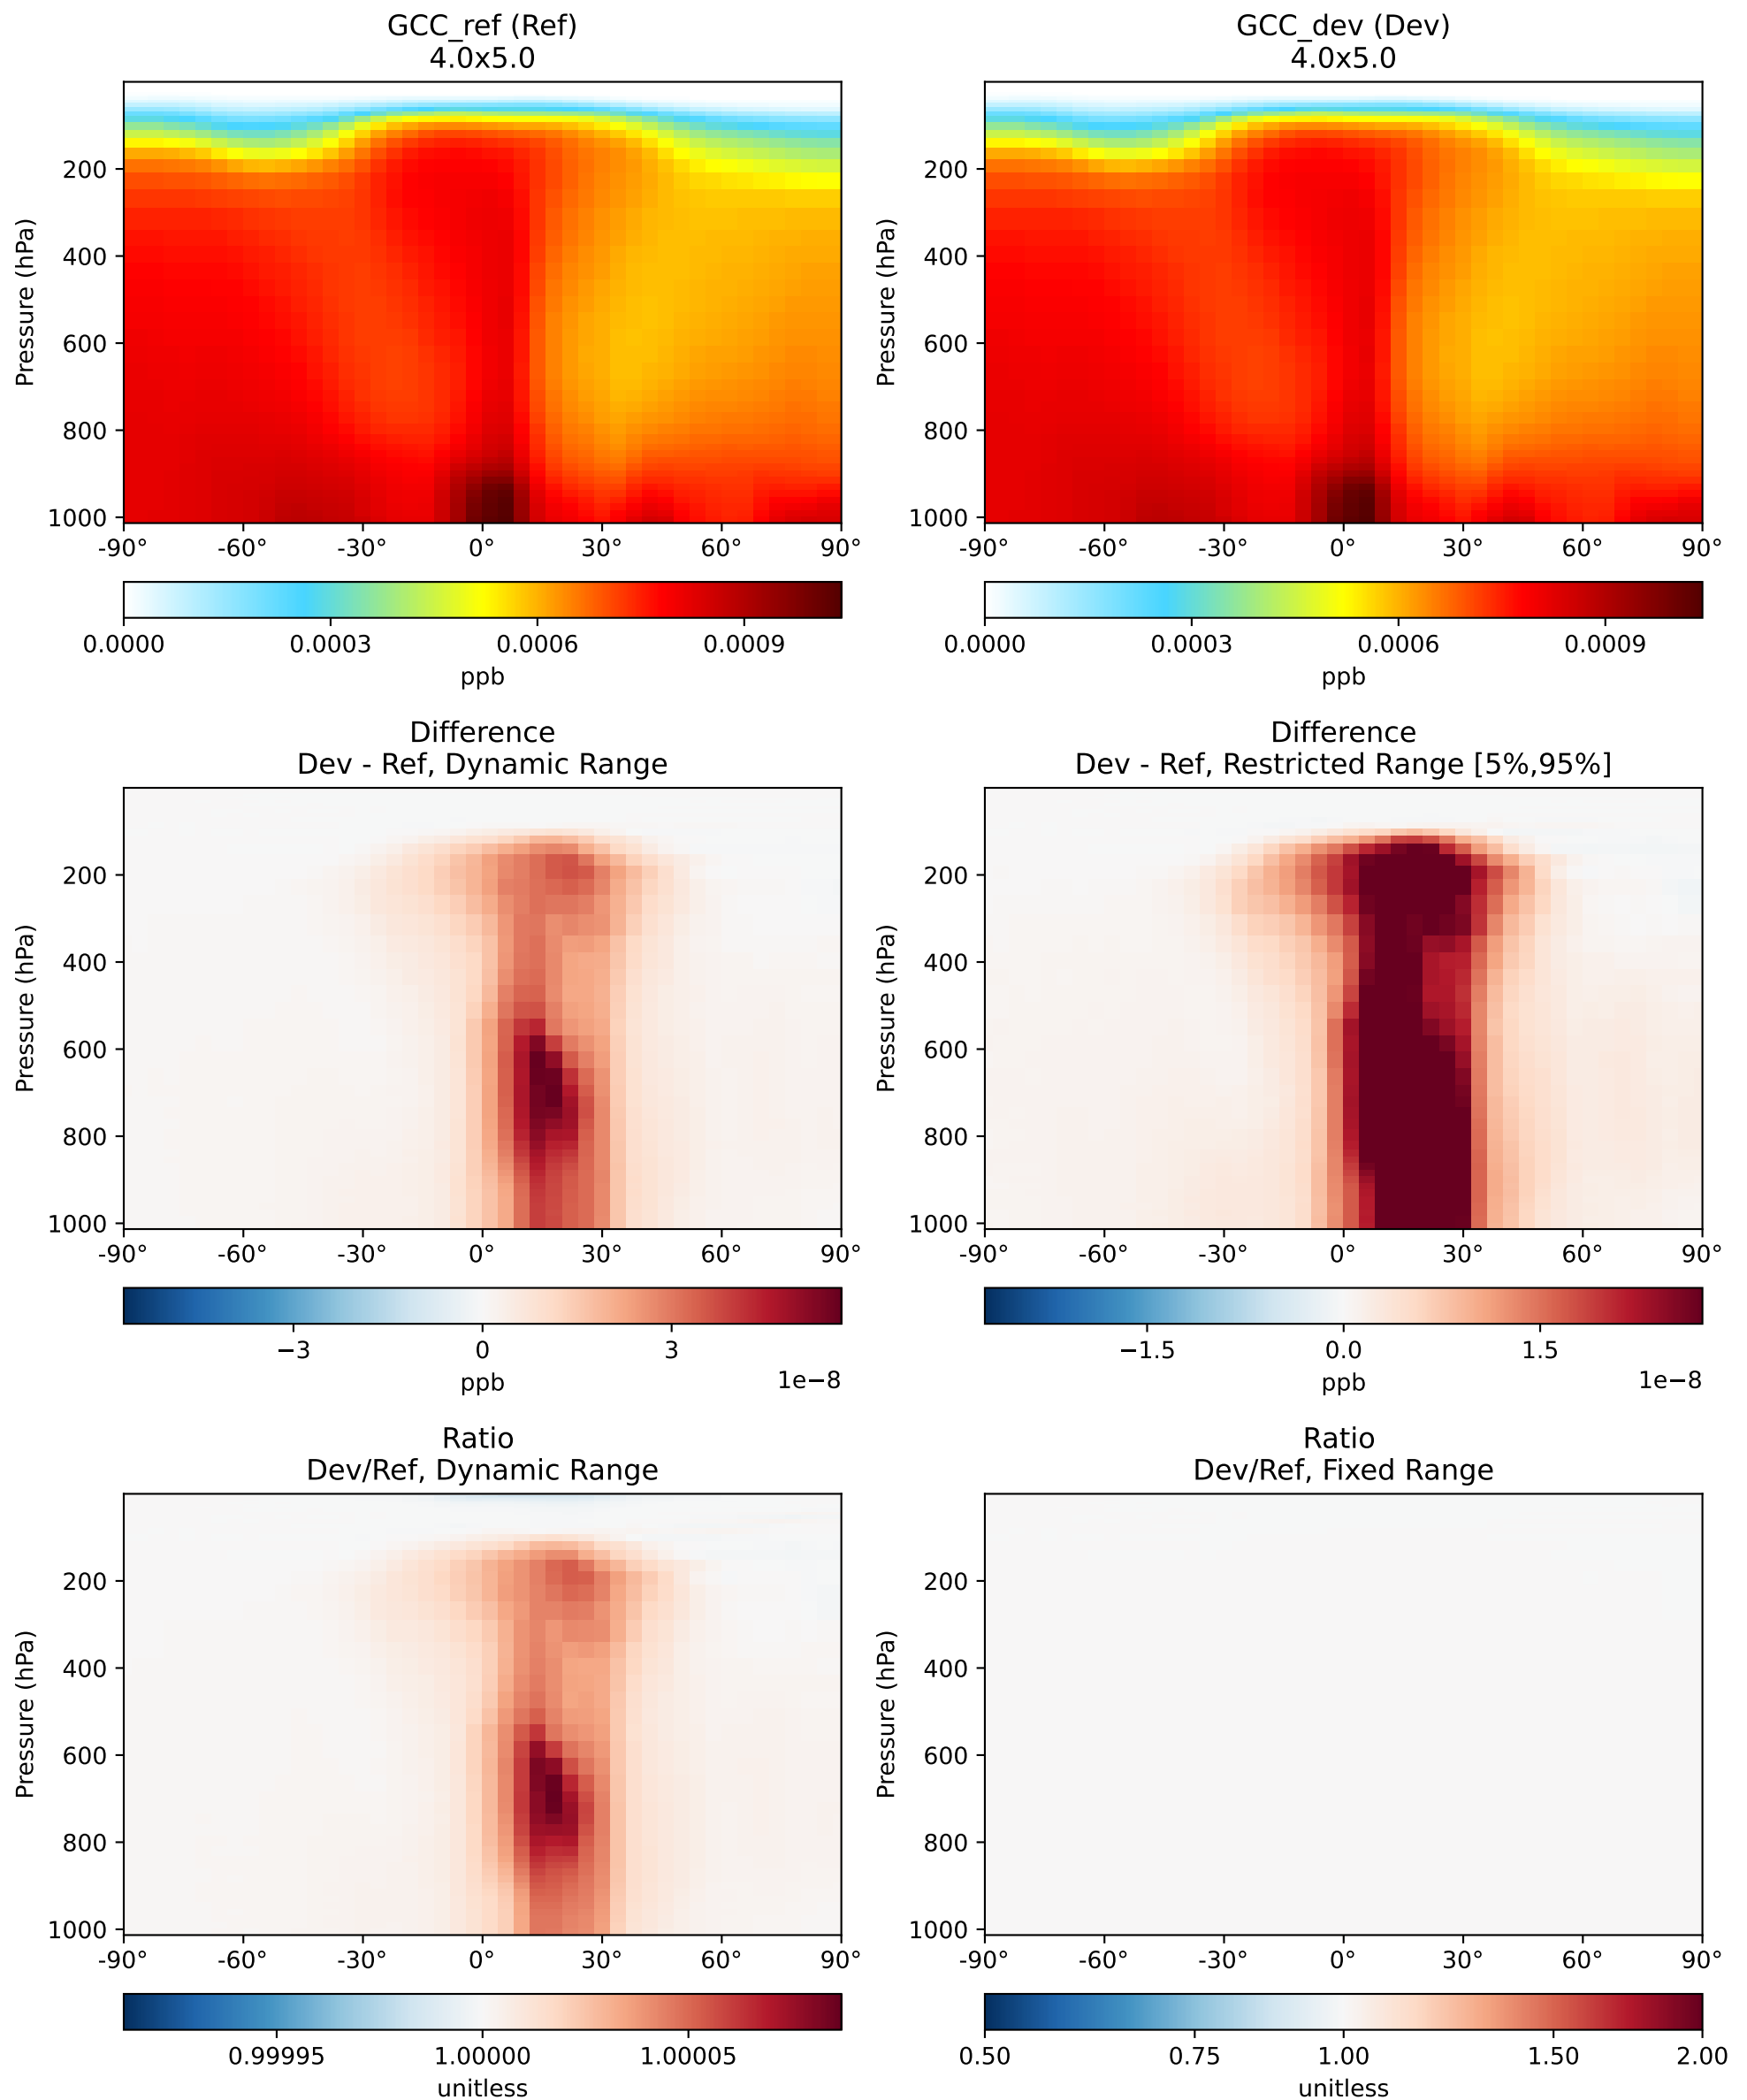 GCC_ref (Ref)
4.0x5.0
Pressure (hPa)
200
400
600
800
1000
-90° -60° -30° 0° 30° 60° 90°
0.0000 0.0003 0.0006 0.0009
ppb
GCC_dev (Dev)
4.0x5.0
Pressure (hPa)
200
400
600
800
1000
-90° -60° -30° 0° 30° 60° 90°
0.0000 0.0003 0.0006 0.0009
ppb
Difference
Dev - Ref, Dynamic Range
Pressure (hPa)
200
400
600
800
1000
-90° -60° -30° 0° 30° 60° 90°
−3 0 3
1e−8
ppb
Difference
Dev - Ref, Restricted Range [5%,95%]
Pressure (hPa)
200
400
600
800
1000
-90° -60° -30° 0° 30° 60° 90°
−1.5 0.0 1.5
1e−8
ppb
Ratio
Dev/Ref, Dynamic Range
Pressure (hPa)
200
400
600
800
1000
-90° -60° -30° 0° 30° 60° 90°
0.99995 1.00000 1.00005
unitless
Ratio
Dev/Ref, Fixed Range
Pressure (hPa)
200
400
600
800
1000
-90° -60° -30° 0° 30° 60° 90°
0.50 0.75 1.00 1.50 2.00
unitless